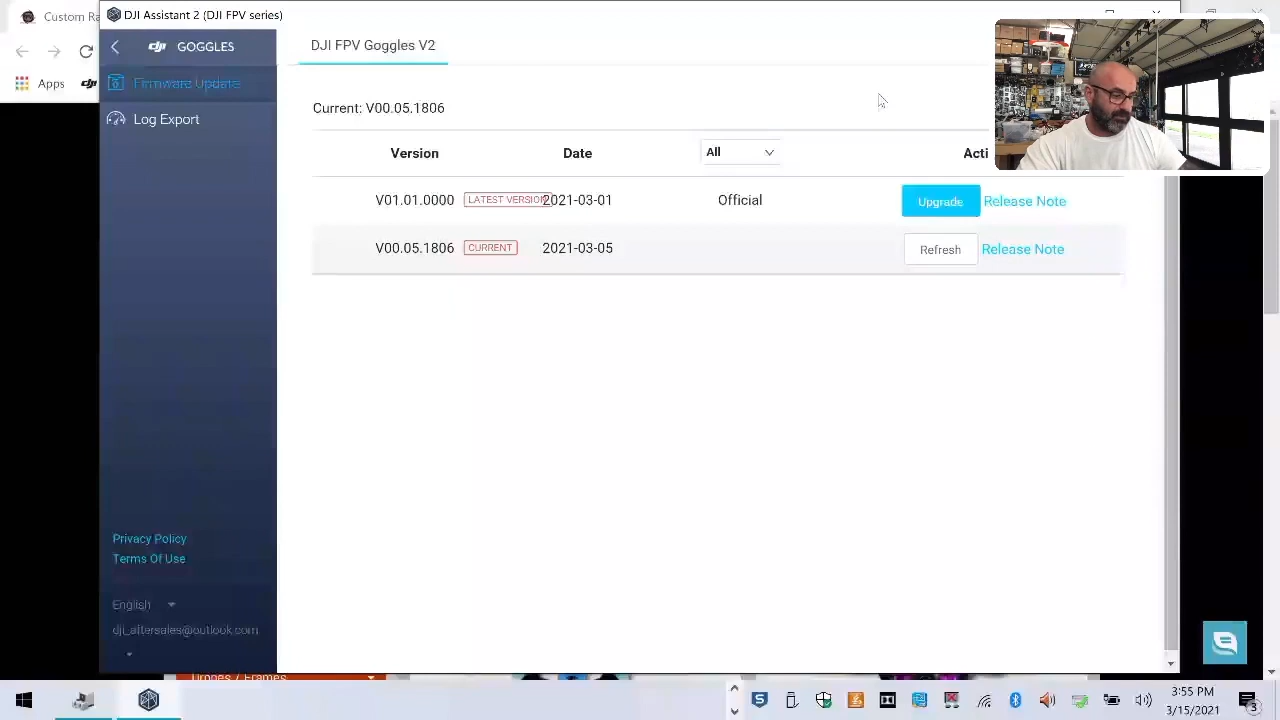 Custom Ra
DJI Assistant 2 (DJI FPV series)
GOGGLES
DJI FPV Goggles V2
Apps
Firmware Update
Current: V00.05.1806
Log Export
Version
Date
All
Acti
V01.01.0000
LATEST VERSION
2021-03-01
Official
Upgrade
Release Note
V00.05.1806
CURRENT
2021-03-05
Refresh
Release Note
Privacy Policy
Terms Of Use
English
dji_aftersales@outlook.com
Drones / Frames
3:55 PM
3/15/2021
3